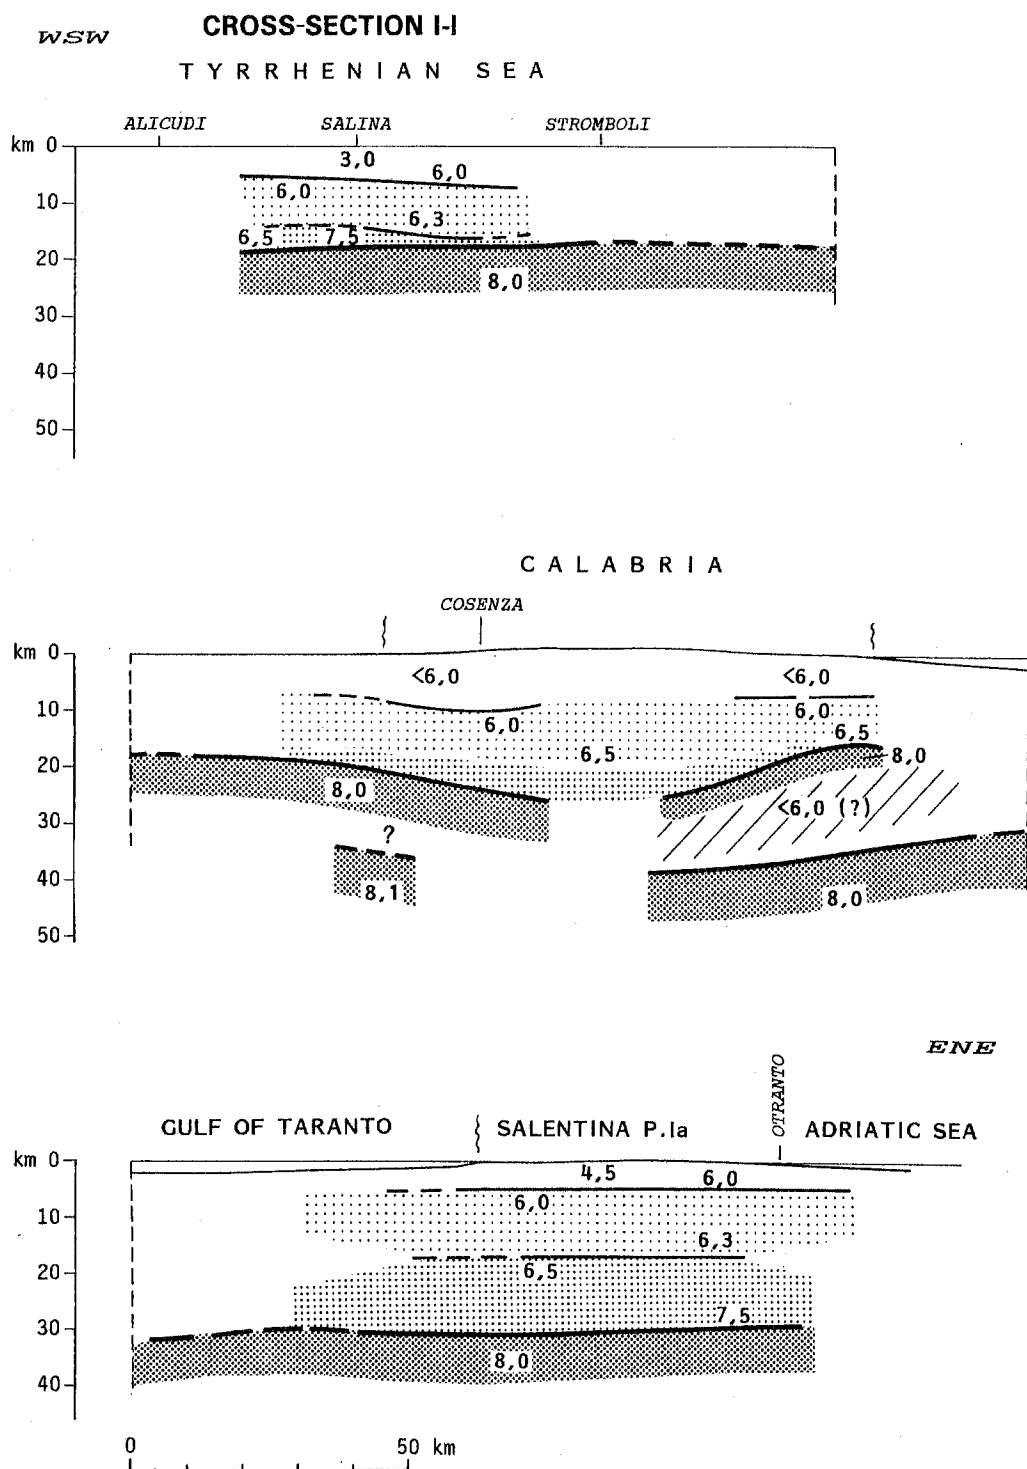 CROSS-SECTION I-I
WSW
TYRRHENIAN SEA
ALICUDI SALINA STROMBOLI
km 0
3,0
6,0
6,0
10
6,3
6,5 7,5
20
8,0
30
40
50
CALABRIA
COSENZA
km 0
<6,0 <6,0
10
6,0 6,0
6,5
6,5
8,0
20
8,0
<6,0 (?)
30
?
40
8,1 8,0
50
ENE
OTRANTO
GULF OF TARANTO SALENTINA P.la ADRIATIC SEA
km 0
4,5 6,0
6,0
10
6,3
6,5
20
7,5
30
8,0
40
0 50 km